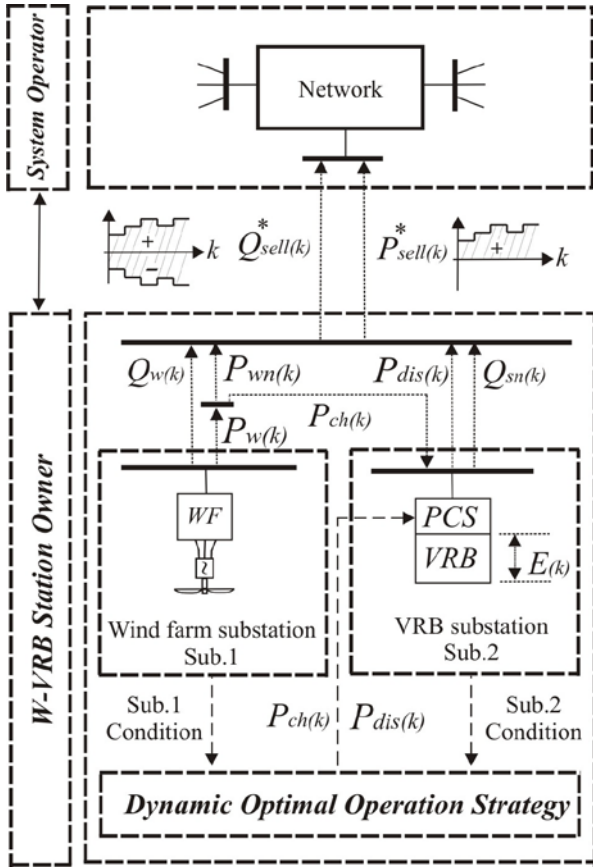 System Operator
Network
k
+
−
Q*sell(k)
P*sell(k)
+
k
W-VRB Station Owner
Qw(k)
Pwn(k)
Pdis(k)
Qsn(k)
Pch(k)
Pw(k)
WF
~
PCS
VRB
E(k)
Wind farm substation
Sub.1
VRB substation
Sub.2
Sub.1
Condition
Pch(k)
Pdis(k)
Sub.2
Condition
Dynamic Optimal Operation Strategy